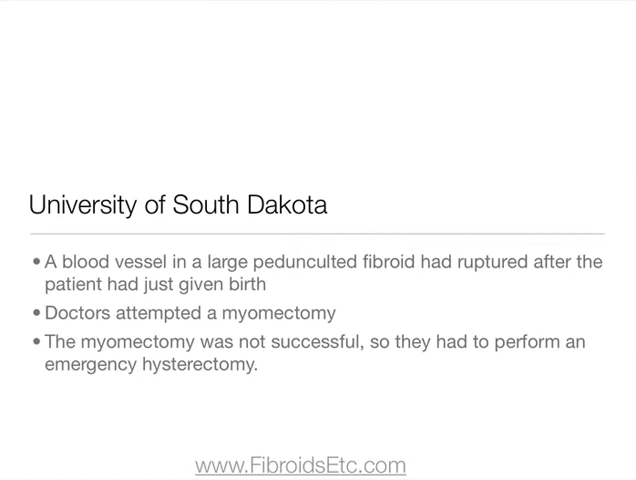 University of South Dakota
• A blood vessel in a large pedunculted fibroid had ruptured after the
patient had just given birth
• Doctors attempted a myomectomy
• The myomectomy was not successful, so they had to perform an
emergency hysterectomy.
www.FibroidsEtc.com